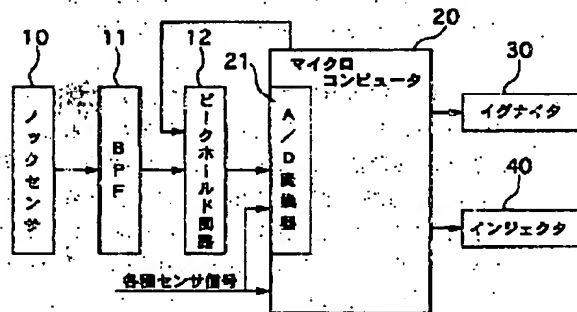 10
11
12
20
21
30
40
ノックセンサ
BPF
ピークホールド回路
A/D変換器
マイクロ
コンピュータ
イグナイタ
インジェクタ
各種センサ信号